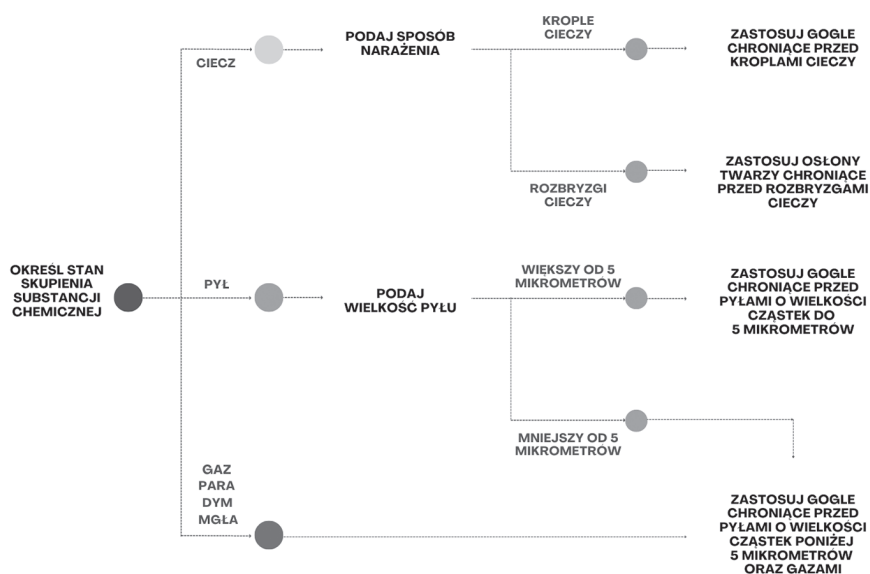 OKREŚL STAN
SKUPIENIA
SUBSTANCJI
CHEMICZNEJ
CIECZ
PODAJ SPOSÓB
NARAŻENIA
KROPLE
CIECZY
ZASTOSUJ GOGLE
CHRONIĄCE PRZED
KROPLAMI CIECZY
ROZBRYZGI
CIECZY
ZASTOSUJ OSŁONY
TWARZY CHRONIĄCE
PRZED ROZBRYZGAMI
CIECZY
PYŁ
PODAJ
WIELKOŚĆ PYŁU
WIĘKSZY OD 5
MIKROMETRÓW
ZASTOSUJ GOGLE
CHRONIĄCE PRZED
PYŁAMI O WIELKOŚCI
CZĄSTEK DO
5 MIKROMETRÓW
MNIEJSZY OD 5
MIKROMETRÓW
GAZ
PARA
DYM
MGŁA
ZASTOSUJ GOGLE
CHRONIĄCE PRZED
PYŁAMI O WIELKOŚCI
CZĄSTEK PONIŻEJ
5 MIKROMETRÓW
ORAZ GAZAMI